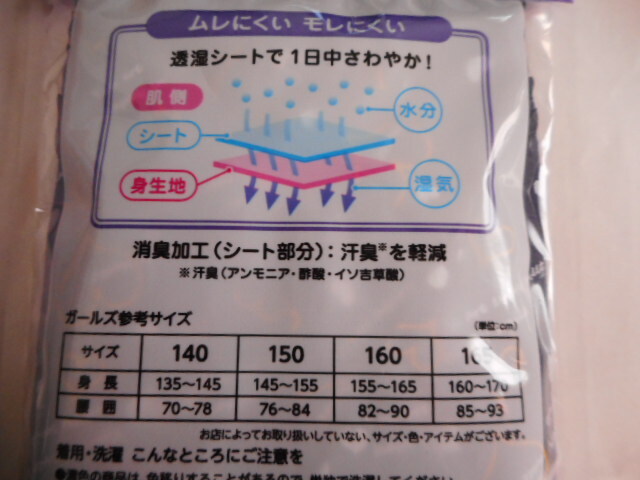 ムレにくい モレにくい
透湿シートで1日中さわやか!
肌側
水分
シート
身生地
湿気
消臭加工(シート部分):汗臭※を軽減
※汗臭(アンモニア・酢酸・イソ吉草酸)
ガールズ参考サイズ
(単位:cm)
サイズ 140 150 160 165
身長 135〜145 145〜155 155〜165 160〜170
腰囲 70〜78 76〜84 82〜90 85〜93
お店によってお取り扱いしていない、サイズ・色・アイテムがございます。
着用・洗濯 こんなところにご注意を